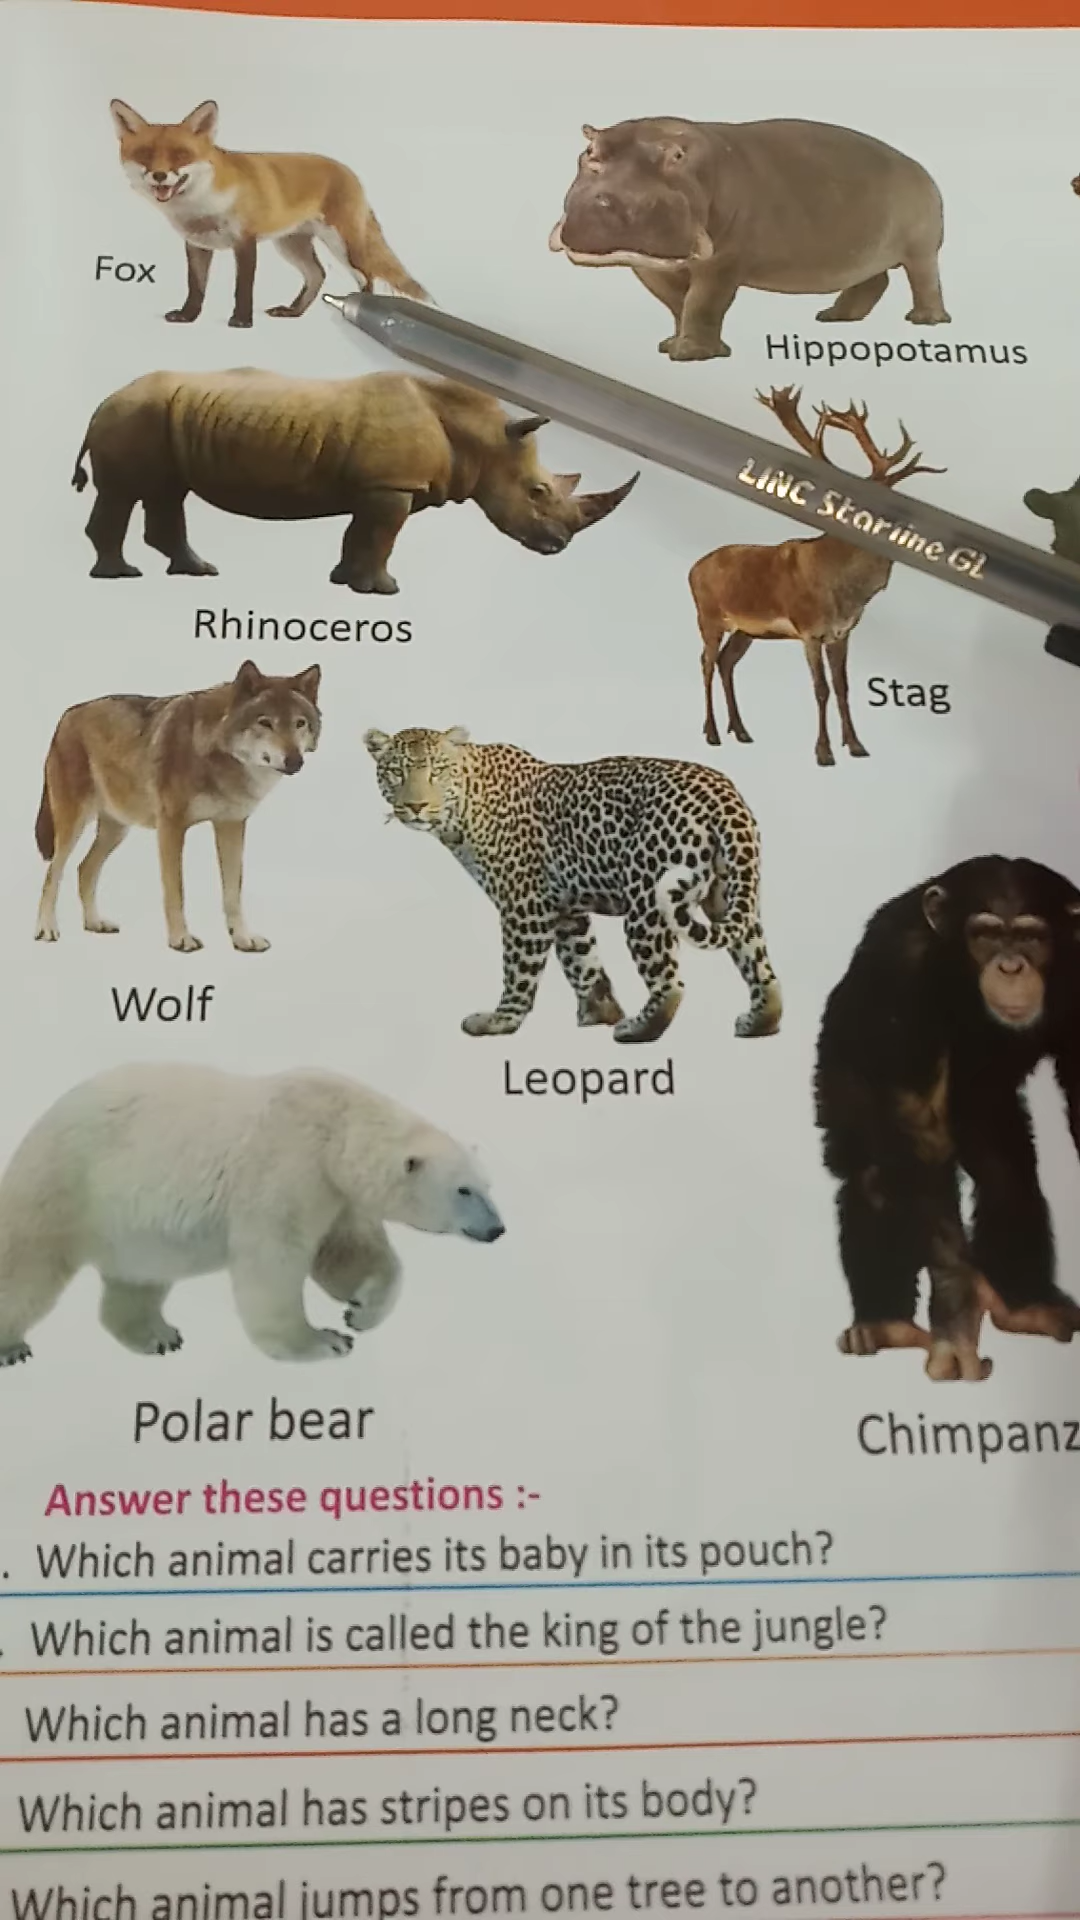 Fox
Hippopotamus
LINC Starline GL
Rhinoceros
Stag
Wolf
Leopard
Polar bear
Chimpanz
Answer these questions :-
. Which animal carries its baby in its pouch?
. Which animal is called the king of the jungle?
Which animal has a long neck?
Which animal has stripes on its body?
Which animal jumps from one tree to another?